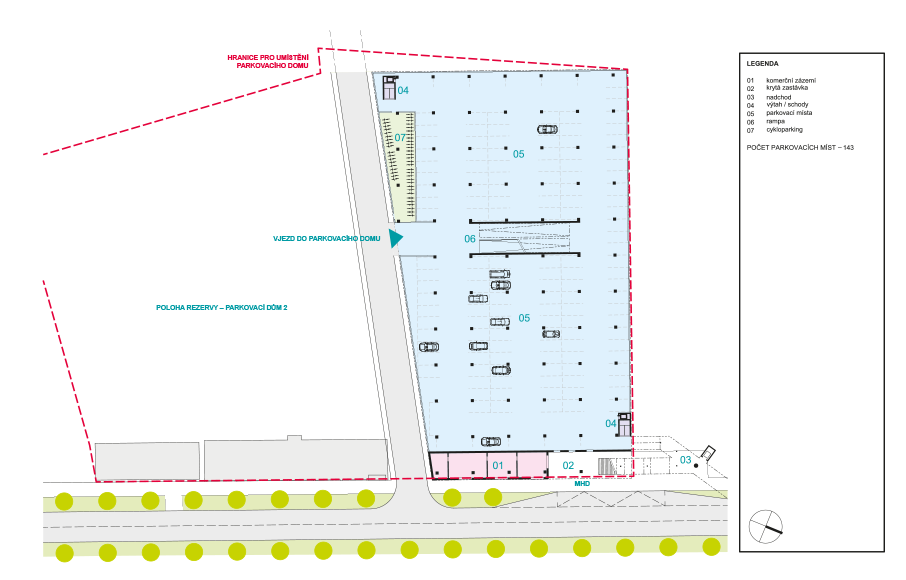 HRANICE PRO UMÍSTĚNÍ
PARKOVACÍHO DOMU
04
07
05
VJEZD DO PARKOVACÍHO DOMU
06
POLOHA REZERVY – PARKOVACÍ DŮM 2
05
04
01
02
03
MHD
LEGENDA
01 komerční zázemí
02 krytá zastávka
03 nadchod
04 výtah / schody
05 parkovací místa
06 rampa
07 cykloparking
POČET PARKOVACÍCH MÍST – 143